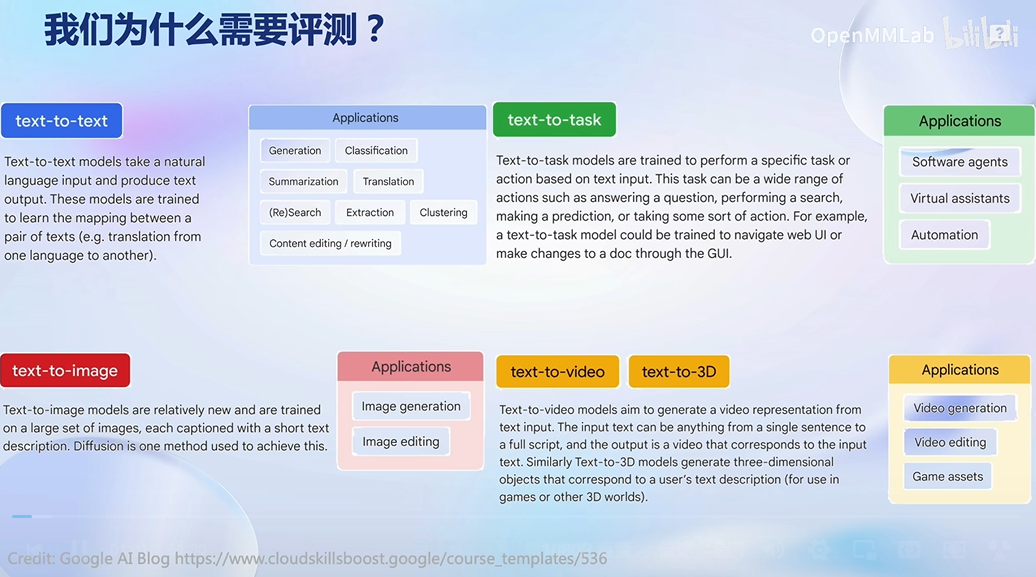 我们为什么需要评测？
OpenMMLab bilibili
text-to-text
Text-to-text models take a natural
language input and produce text
output. These models are trained
to learn the mapping between a
pair of texts (e.g. translation from
one language to another).
Applications
Generation Classification
Summarization Translation
(Re)Search Extraction Clustering
Content editing / rewriting
text-to-task
Text-to-task models are trained to perform a specific task or
action based on text input. This task can be a wide range of
actions such as answering a question, performing a search,
making a prediction, or taking some sort of action. For example,
a text-to-task model could be trained to navigate web UI or
make changes to a doc through the GUI.
Applications
Software agents
Virtual assistants
Automation
text-to-image
Text-to-image models are relatively new and are trained
on a large set of images, each captioned with a short text
description. Diffusion is one method used to achieve this.
Applications
Image generation
Image editing
text-to-video text-to-3D
Text-to-video models aim to generate a video representation from
text input. The input text can be anything from a single sentence to
a full script, and the output is a video that corresponds to the input
text. Similarly Text-to-3D models generate three-dimensional
objects that correspond to a user's text description (for use in
games or other 3D worlds).
Applications
Video generation
Video editing
Game assets
Credit: Google AI Blog https://www.cloudskillsboost.google/course_templates/536